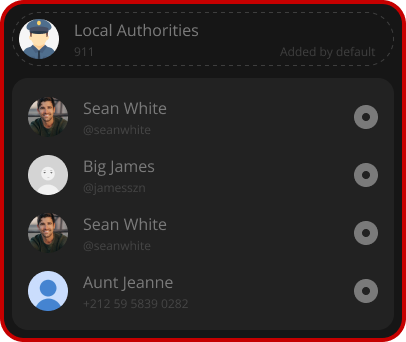 Local Authorities
911
Added by default
Sean White
@seanwhite
Big James
@jamesszn
Sean White
@seanwhite
Aunt Jeanne
+212 59 5839 0282